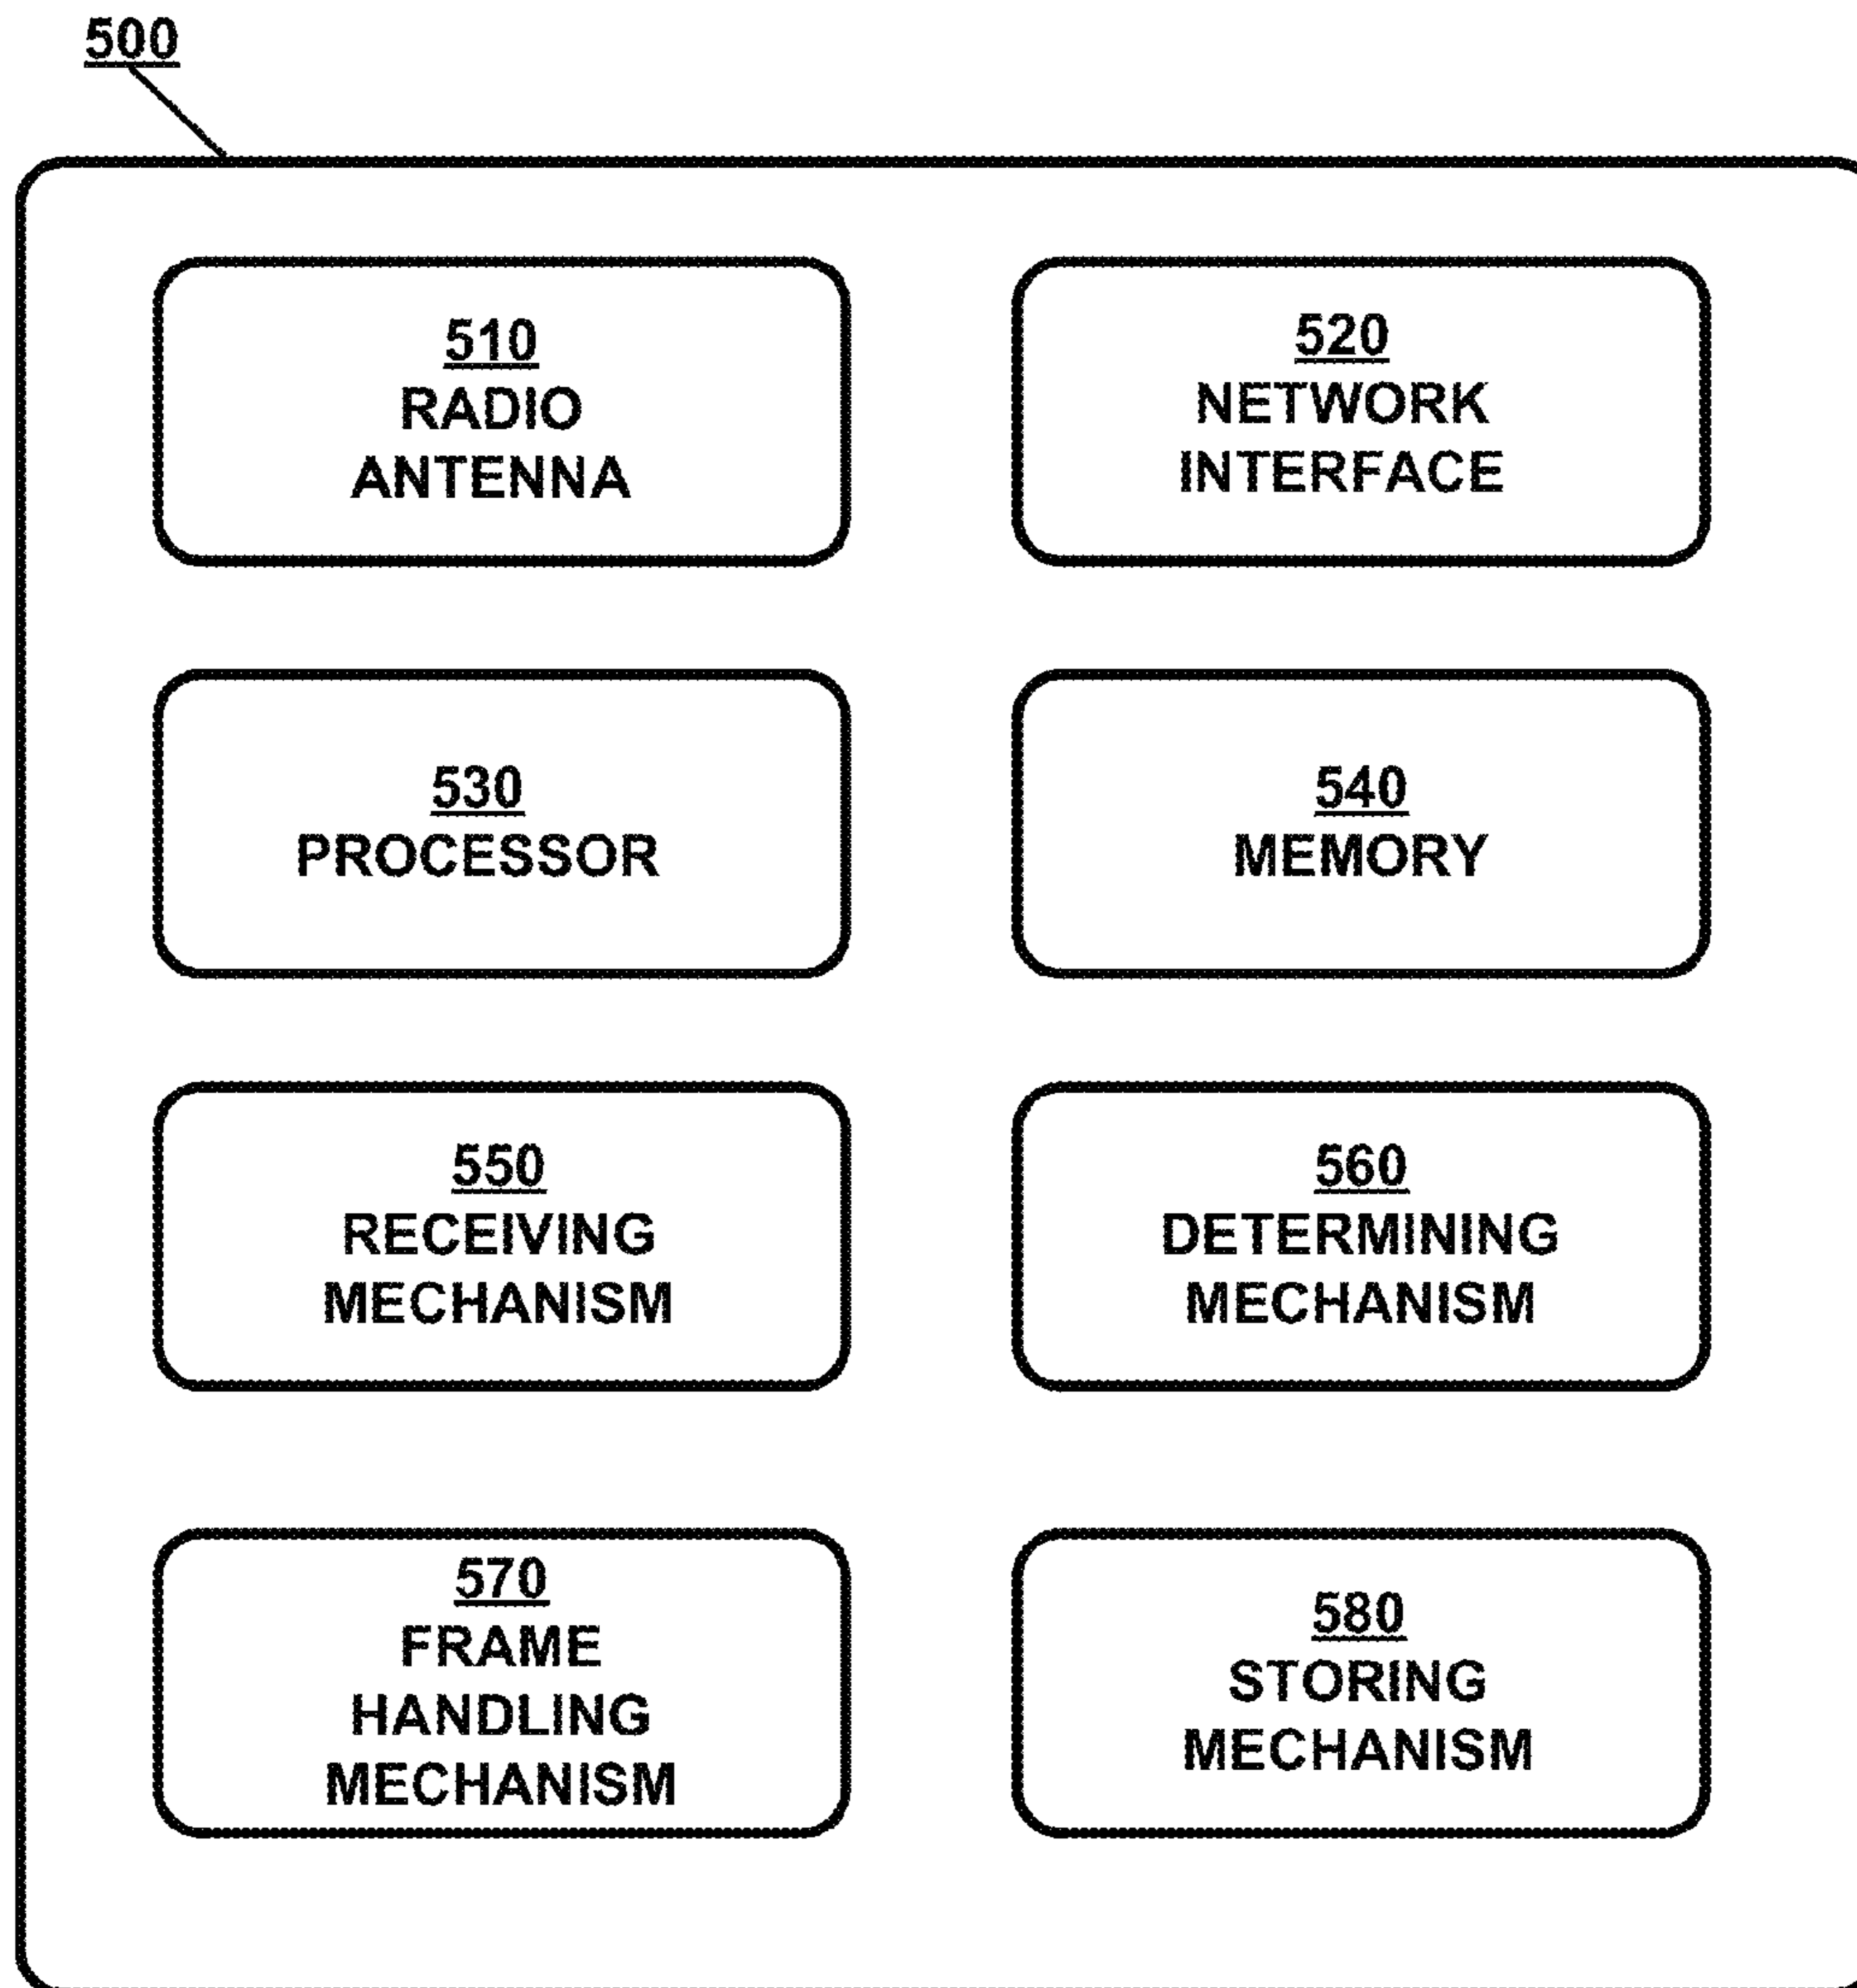 500
510
RADIO
ANTENNA
520
NETWORK
INTERFACE
530
PROCESSOR
540
MEMORY
550
RECEIVING
MECHANISM
560
DETERMINING
MECHANISM
570
FRAME
HANDLING
MECHANISM
580
STORING
MECHANISM